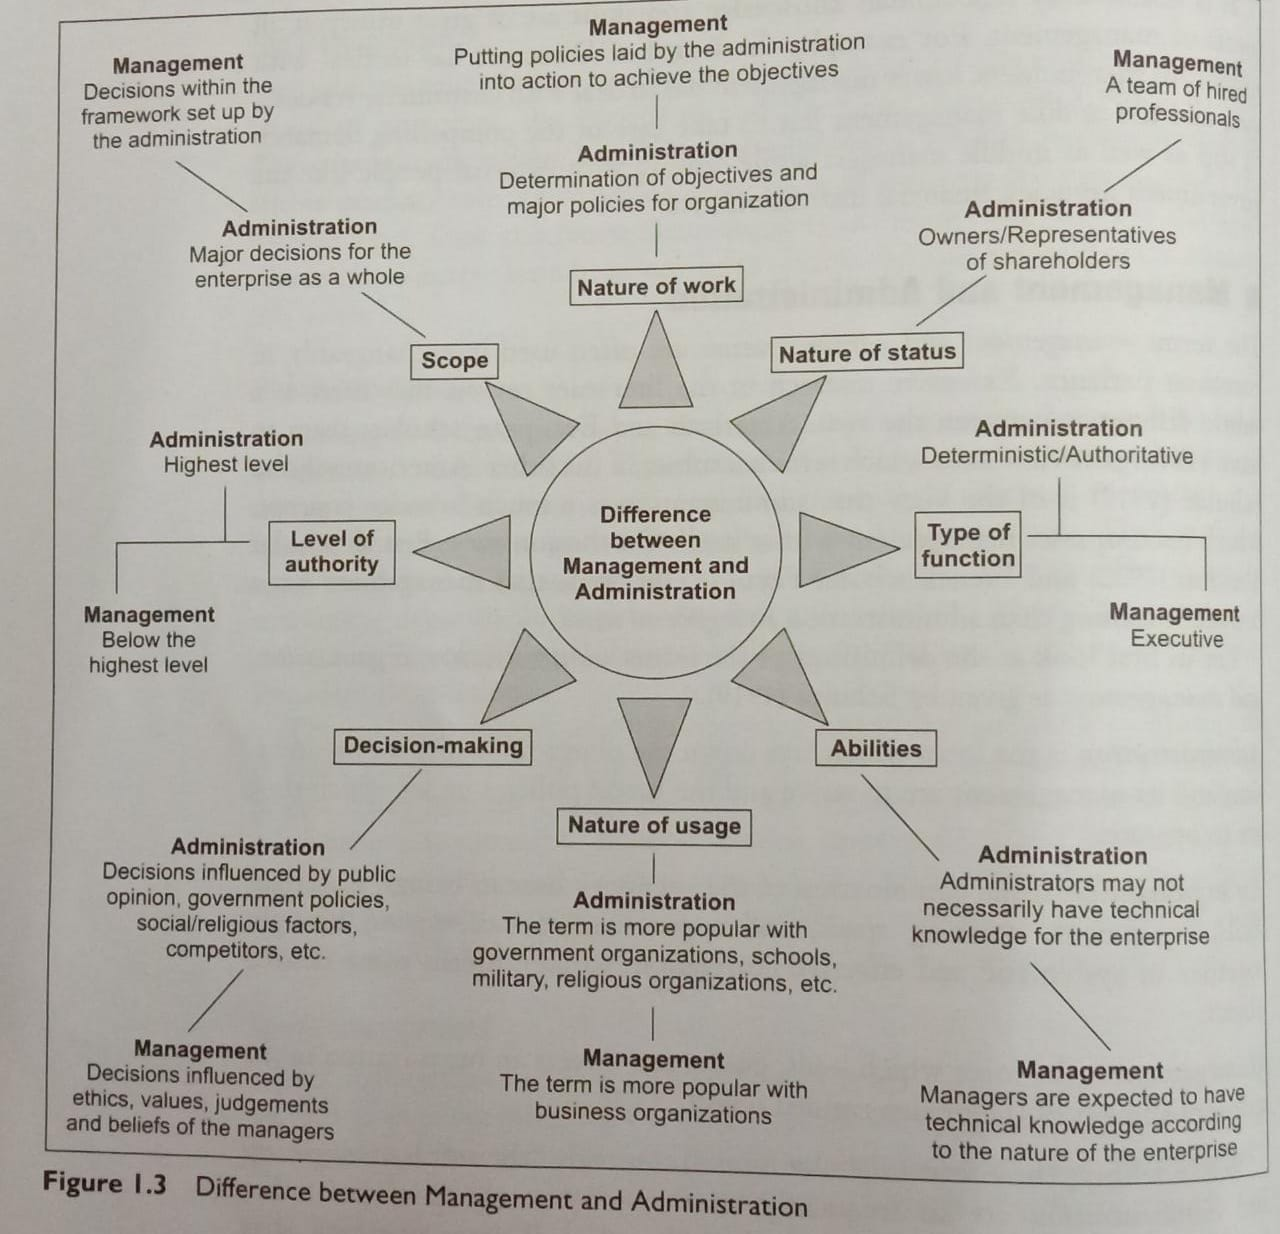 Management
Putting policies laid by the administration
into action to achieve the objectives
Management
Decisions within the
framework set up by
the administration
Management
A team of hired
professionals
Administration
Determination of objectives and
major policies for organization
Administration
Major decisions for the
enterprise as a whole
Administration
Owners/Representatives
of shareholders
Nature of work
Scope
Nature of status
Administration
Highest level
Administration
Deterministic/Authoritative
Level of
authority
Difference
between
Management and
Administration
Type of
function
Management
Below the
highest level
Management
Executive
Decision-making
Nature of usage
Abilities
Administration
Decisions influenced by public
opinion, government policies,
social/religious factors,
competitors, etc.
Administration
The term is more popular with
government organizations, schools,
military, religious organizations, etc.
Administration
Administrators may not
necessarily have technical
knowledge for the enterprise
Management
Decisions influenced by
ethics, values, judgements
and beliefs of the managers
Management
The term is more popular with
business organizations
Management
Managers are expected to have
technical knowledge according
to the nature of the enterprise
Figure 1.3 Difference between Management and Administration